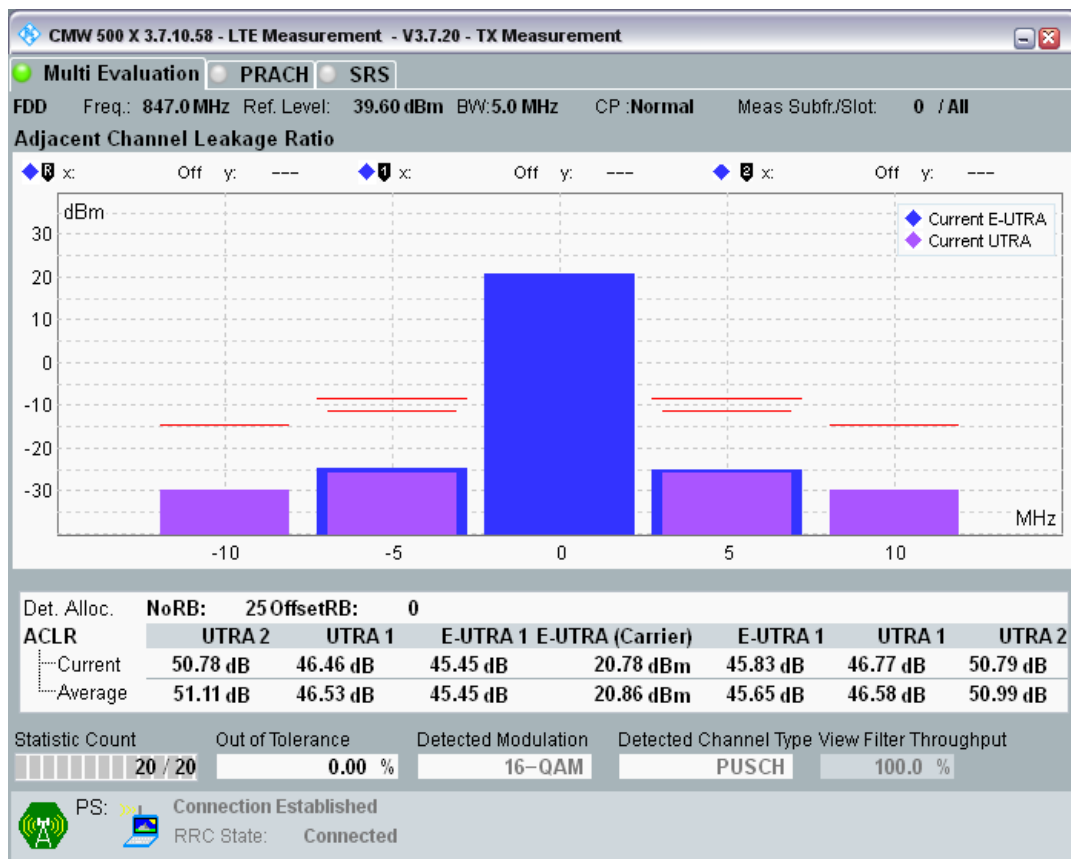 CMW 500 X 3.7.10.58 - LTE Measurement - V3.7.20 - TX Measurement
Multi Evaluation PRACH SRS
FDD Freq.: 847.0 MHz Ref. Level: 39.60 dBm BW:5.0 MHz CP :Normal Meas Subfr./Slot: 0 / All
Adjacent Channel Leakage Ratio
R x: Off y: --- 1 x: Off y: --- 2 x: Off y: ---
dBm
Current E-UTRA
Current UTRA
30
20
10
0
-10
-20
-30
MHz
-10 -5 0 5 10
Det. Alloc. NoRB: 25 OffsetRB: 0
ACLR UTRA 2 UTRA 1 E-UTRA 1 E-UTRA (Carrier) E-UTRA 1 UTRA 1 UTRA 2
Current 50.78 dB 46.46 dB 45.45 dB 20.78 dBm 45.83 dB 46.77 dB 50.79 dB
Average 51.11 dB 46.53 dB 45.45 dB 20.86 dBm 45.65 dB 46.58 dB 50.99 dB
Statistic Count Out of Tolerance Detected Modulation Detected Channel Type View Filter Throughput
20 / 20 0.00 % 16-QAM PUSCH 100.0 %
PS: Connection Established
RRC State: Connected